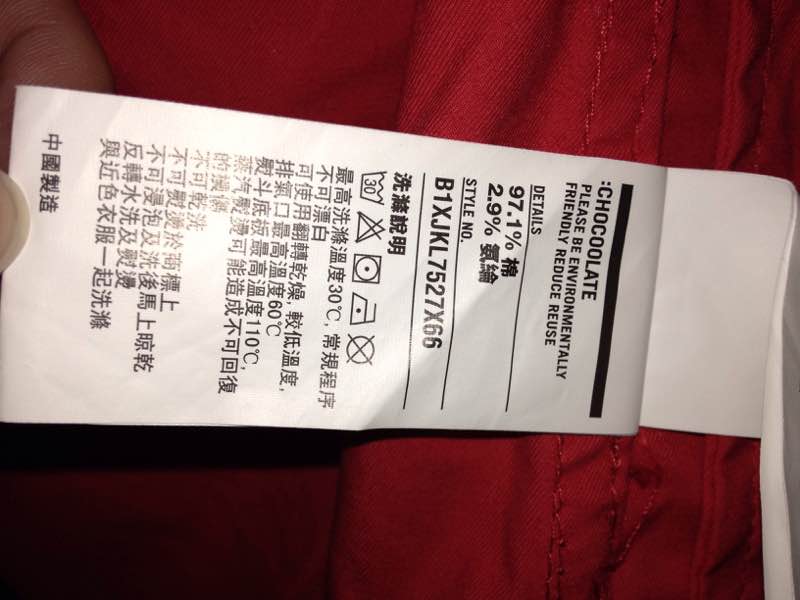 :CHOCOOLATE
PLEASE BE ENVIRONMENTALLY
FRIENDLY REDUCE REUSE
DETAILS
97.1% 棉
2.9% 氨綸
STYLE NO.
B1XJKL7527X66
洗滌說明
30
最高洗滌溫度30℃, 常規程序
不可漂白
可使用翻轉乾燥, 較低溫度,
排氣口最高溫度60℃
熨斗底板最高溫度110℃,
蒸汽熨燙可能造成不可回復
的損傷
不可乾洗
不可熨燙於商標上
不可浸泡及洗後馬上晾乾
反轉水洗及熨燙
與近色衣服一起洗滌
中國製造